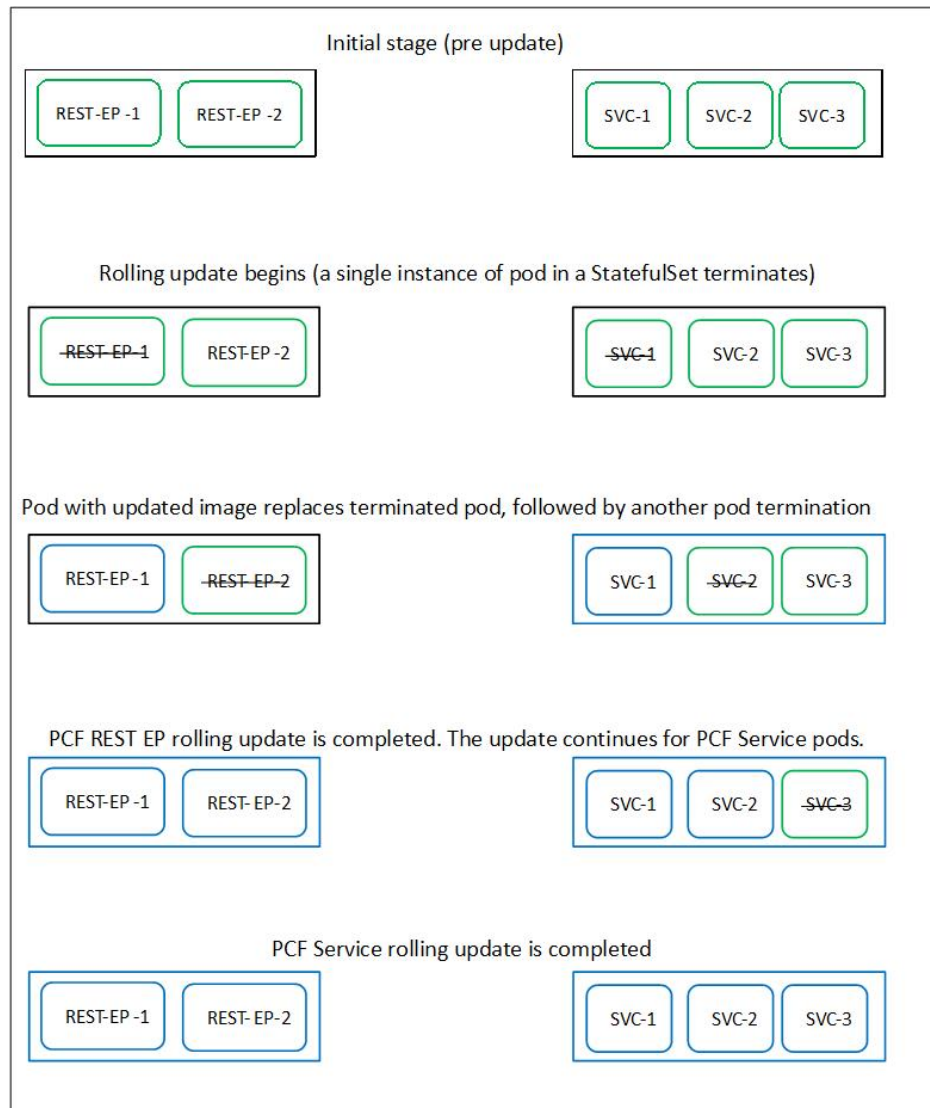 Initial stage (pre update)
REST-EP -1 REST-EP -2 SVC-1 SVC-2 SVC-3
Rolling update begins (a single instance of pod in a StatefulSet terminates)
REST-EP-1 REST-EP -2 SVC-1 SVC-2 SVC-3
Pod with updated image replaces terminated pod, followed by another pod termination
REST-EP -1 REST EP-2 SVC-1 SVC-2 SVC-3
PCF REST EP rolling update is completed. The update continues for PCF Service pods.
REST-EP -1 REST-EP-2 SVC-1 SVC-2 SVC-3
PCF Service rolling update is completed
REST-EP -1 REST-EP-2 SVC-1 SVC-2 SVC-3